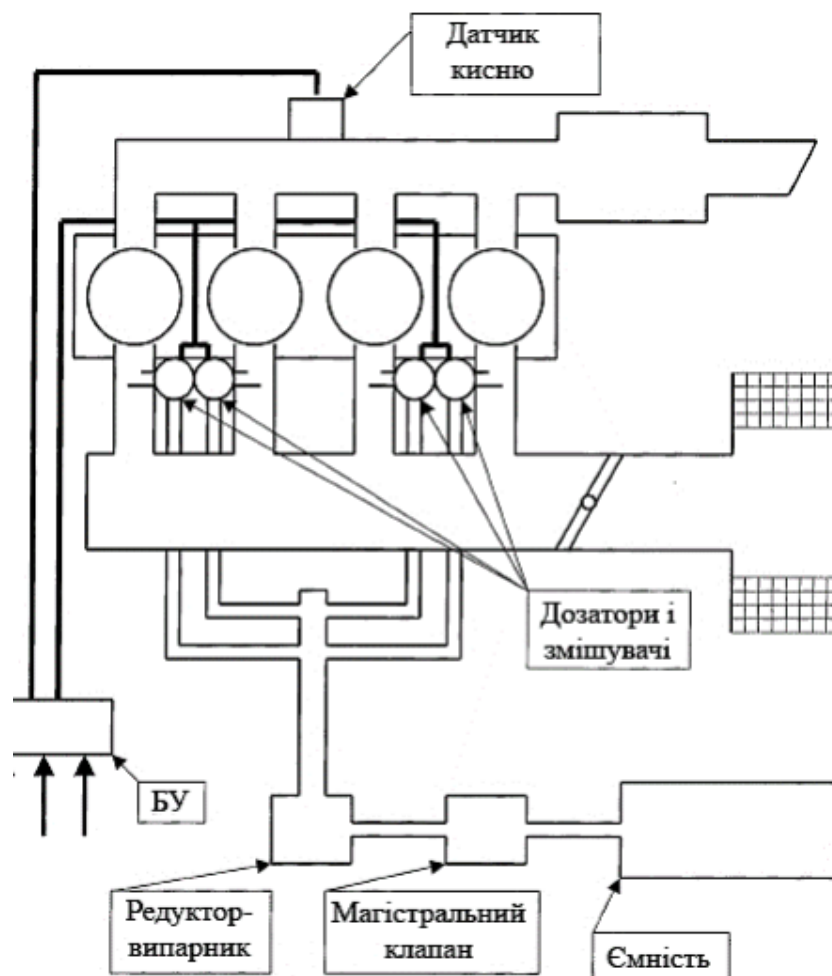 Датчик
кисню
Дозатори і
змішувачі
БУ
Редуктор-
випарник
Магістральний
клапан
Ємність